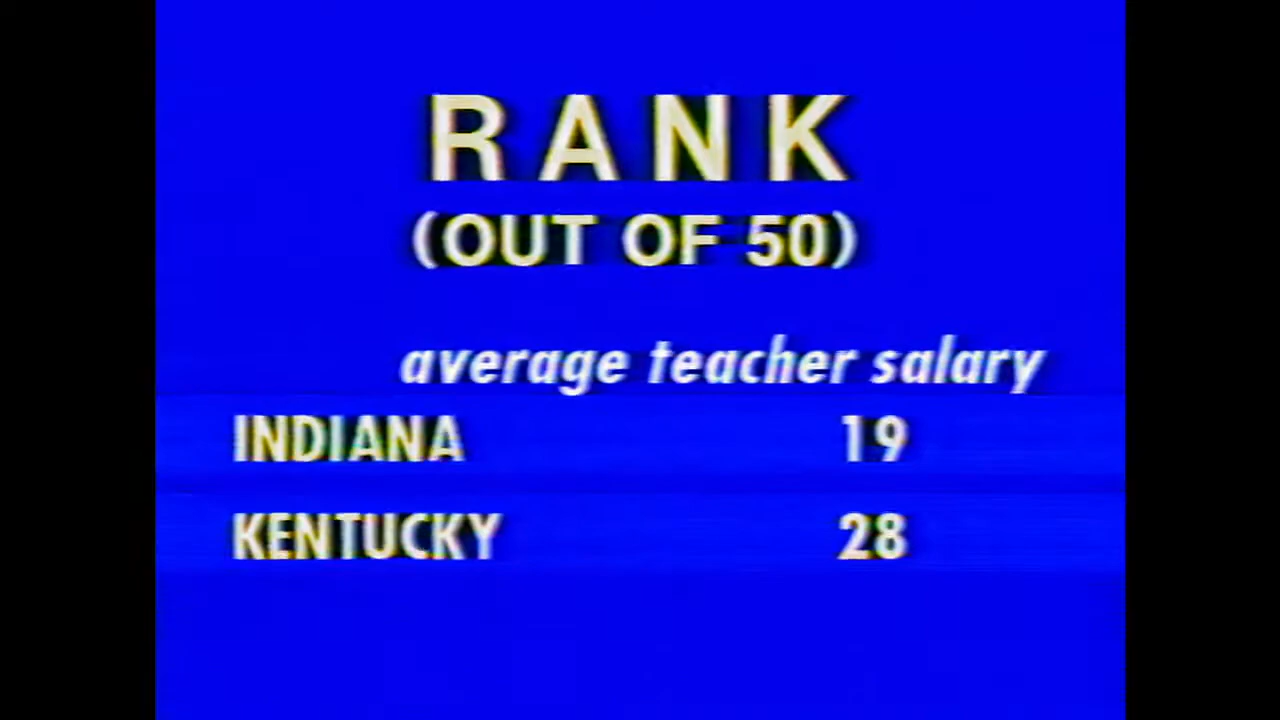 RANK
(OUT OF 50)
average teacher salary
INDIANA 19
KENTUCKY 28